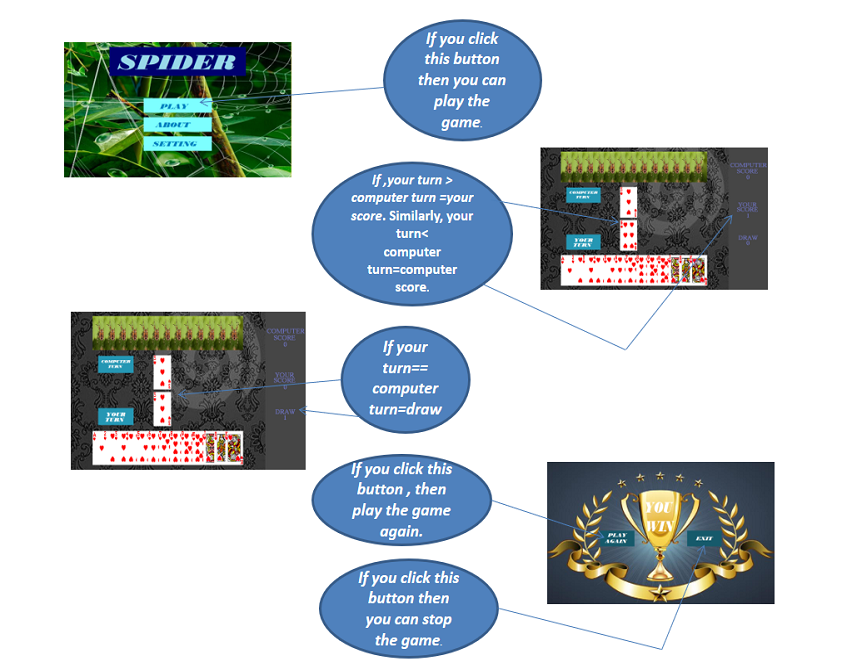 SPIDER
PLAY
ABOUT
SETTING
If you click
this button
then you can
play the
game.
If ,your turn >
computer turn =your
score. Similarly, your
turn<
computer
turn=computer
score.
COMPUTER
SCORE
0
COMPUTER
TURN
YOUR
SCORE
1
YOUR
TURN
DRAW
0
COMPUTER
SCORE
0
COMPUTER
TURN
YOUR
SCORE
0
YOUR
TURN
DRAW
1
If your
turn==
computer
turn=draw
If you click this
button , then
play the game
again.
YOU
WIN
PLAY
AGAIN
EXIT
If you click this
button then
you can stop
the game.